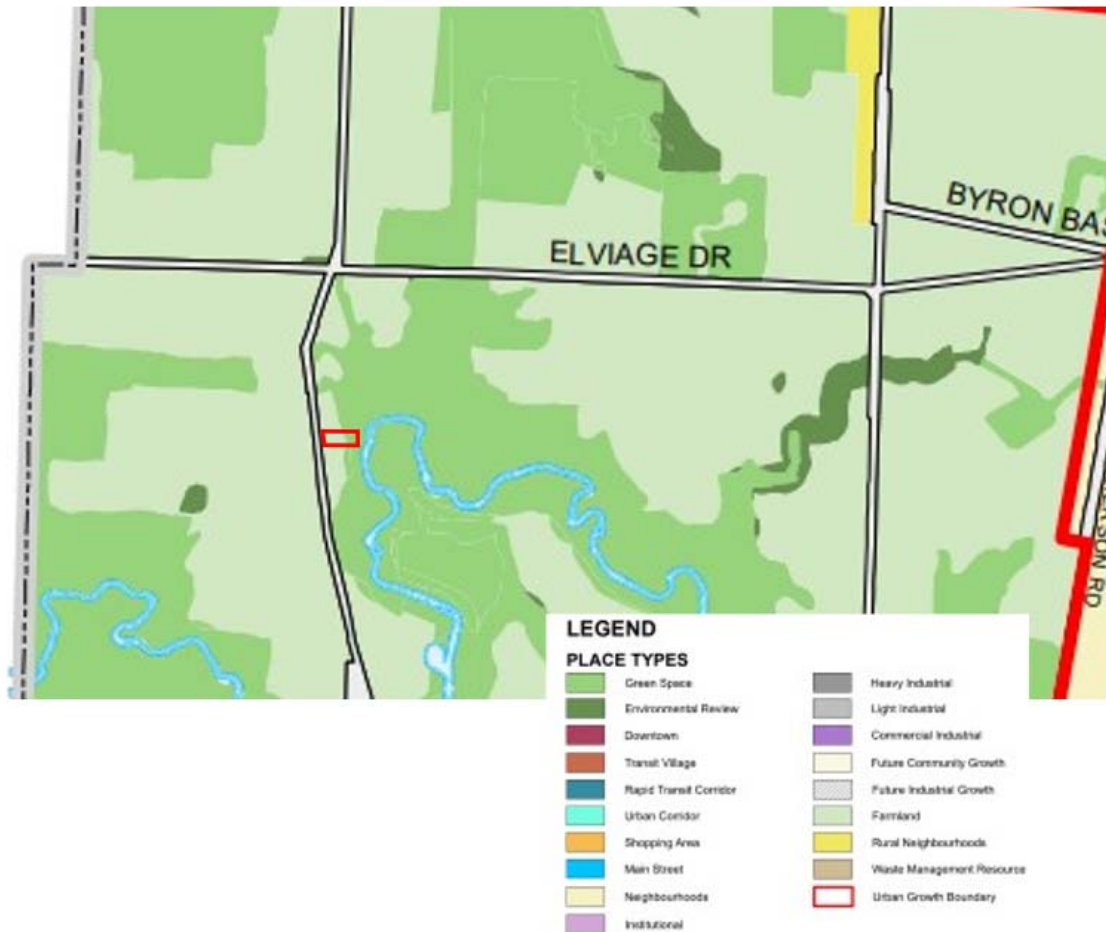 BYRON BAS
ELVIAGE DR
RSON RD
LEGEND
PLACE TYPES
Green Space
Environmental Review
Downtown
Transit Village
Rapid Transit Corridor
Urban Corridor
Shopping Area
Main Street
Neighbourhoods
Institutional
Heavy Industrial
Light Industrial
Commercial Industrial
Future Community Growth
Future Industrial Growth
Farmland
Rural Neighbourhoods
Waste Management Resource
Urban Growth Boundary